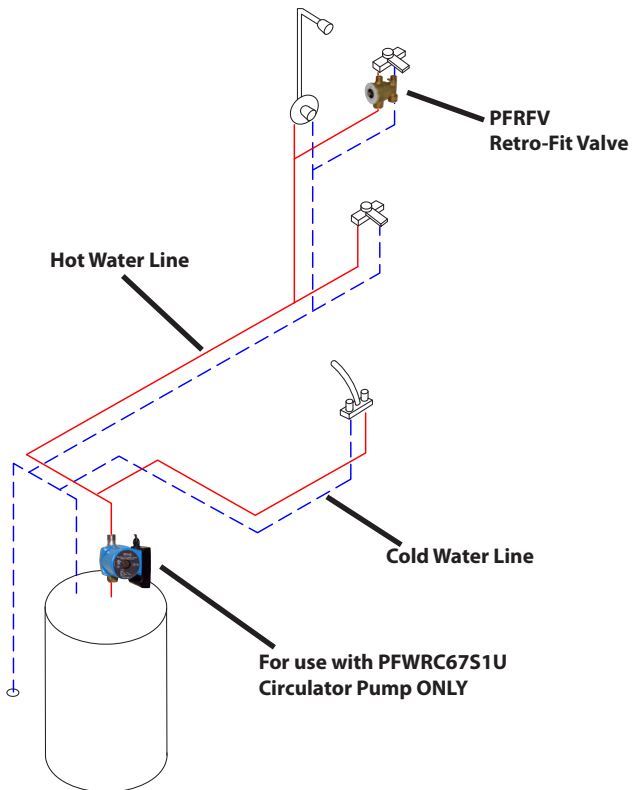 PFRFV
Retro-Fit Valve
Hot Water Line
Cold Water Line
For use with PFWRC67S1U
Circulator Pump ONLY